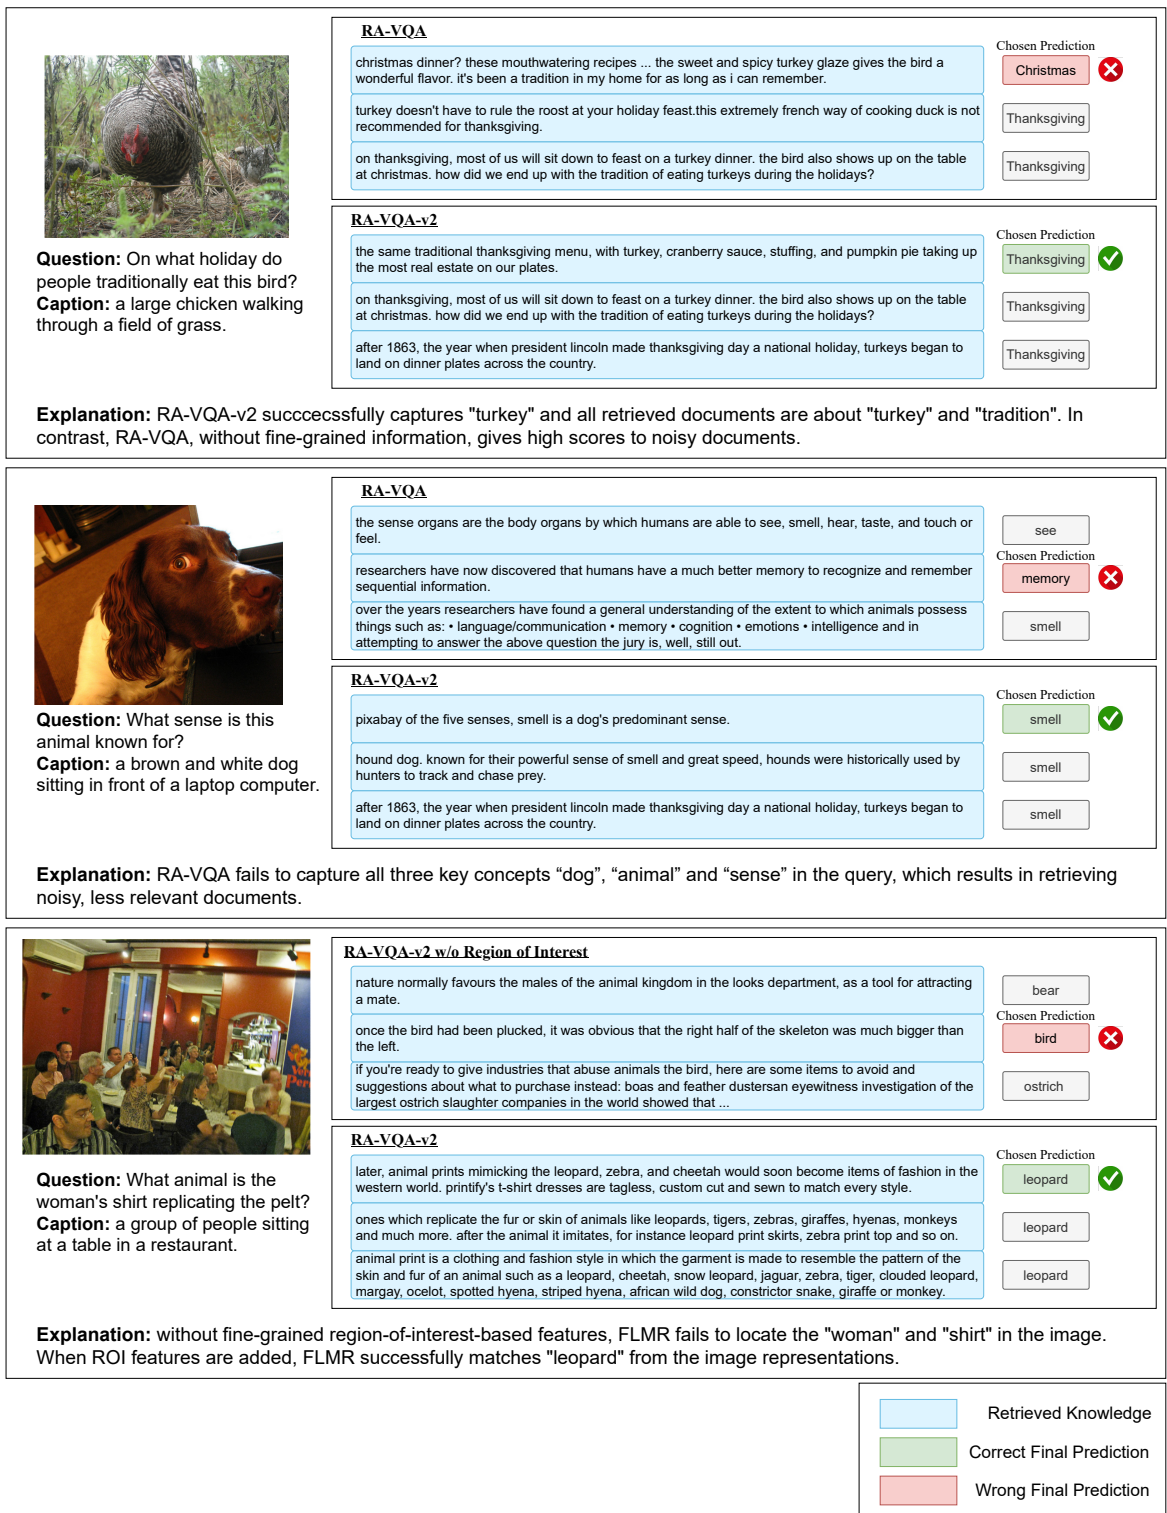 RA-VQA
christmas dinner? these mouthwatering recipes ... the sweet and spicy turkey glaze gives the bird a
wonderful flavor. it's been a tradition in my home for as long as i can remember.
Chosen Prediction
Christmas
turkey doesn't have to rule the roost at your holiday feast.this extremely french way of cooking duck is not
recommended for thanksgiving.
Thanksgiving
on thanksgiving, most of us will sit down to feast on a turkey dinner. the bird also shows up on the table
at christmas. how did we end up with the tradition of eating turkeys during the holidays?
Thanksgiving
RA-VQA-v2
the same traditional thanksgiving menu, with turkey, cranberry sauce, stuffing, and pumpkin pie taking up
the most real estate on our plates.
Chosen Prediction
Thanksgiving
on thanksgiving, most of us will sit down to feast on a turkey dinner. the bird also shows up on the table
at christmas. how did we end up with the tradition of eating turkeys during the holidays?
Thanksgiving
after 1863, the year when president lincoln made thanksgiving day a national holiday, turkeys began to
land on dinner plates across the country.
Thanksgiving
Question: On what holiday do
people traditionally eat this bird?
Caption: a large chicken walking
through a field of grass.
Explanation: RA-VQA-v2 succcecssfully captures "turkey" and all retrieved documents are about "turkey" and "tradition". In
contrast, RA-VQA, without fine-grained information, gives high scores to noisy documents.
RA-VQA
the sense organs are the body organs by which humans are able to see, smell, hear, taste, and touch or
feel.
see
Chosen Prediction
researchers have now discovered that humans have a much better memory to recognize and remember
sequential information.
memory
over the years researchers have found a general understanding of the extent to which animals possess
things such as: • language/communication • memory • cognition • emotions • intelligence and in
attempting to answer the above question the jury is, well, still out.
smell
RA-VQA-v2
Chosen Prediction
pixabay of the five senses, smell is a dog's predominant sense.
smell
hound dog. known for their powerful sense of smell and great speed, hounds were historically used by
hunters to track and chase prey.
smell
after 1863, the year when president lincoln made thanksgiving day a national holiday, turkeys began to
land on dinner plates across the country.
smell
Question: What sense is this
animal known for?
Caption: a brown and white dog
sitting in front of a laptop computer.
Explanation: RA-VQA fails to capture all three key concepts “dog”, “animal” and “sense” in the query, which results in retrieving
noisy, less relevant documents.
RA-VQA-v2 w/o Region of Interest
nature normally favours the males of the animal kingdom in the looks department, as a tool for attracting
a mate.
bear
Chosen Prediction
once the bird had been plucked, it was obvious that the right half of the skeleton was much bigger than
the left.
bird
if you're ready to give industries that abuse animals the bird, here are some items to avoid and
suggestions about what to purchase instead: boas and feather dustersan eyewitness investigation of the
largest ostrich slaughter companies in the world showed that ...
ostrich
RA-VQA-v2
Chosen Prediction
later, animal prints mimicking the leopard, zebra, and cheetah would soon become items of fashion in the
western world. printify's t-shirt dresses are tagless, custom cut and sewn to match every style.
leopard
ones which replicate the fur or skin of animals like leopards, tigers, zebras, giraffes, hyenas, monkeys
and much more. after the animal it imitates, for instance leopard print skirts, zebra print top and so on.
leopard
animal print is a clothing and fashion style in which the garment is made to resemble the pattern of the
skin and fur of an animal such as a leopard, cheetah, snow leopard, jaguar, zebra, tiger, clouded leopard,
margay, ocelot, spotted hyena, striped hyena, african wild dog, constrictor snake, giraffe or monkey.
leopard
Question: What animal is the
woman's shirt replicating the pelt?
Caption: a group of people sitting
at a table in a restaurant.
Explanation: without fine-grained region-of-interest-based features, FLMR fails to locate the "woman" and "shirt" in the image.
When ROI features are added, FLMR successfully matches "leopard" from the image representations.
Retrieved Knowledge
Correct Final Prediction
Wrong Final Prediction